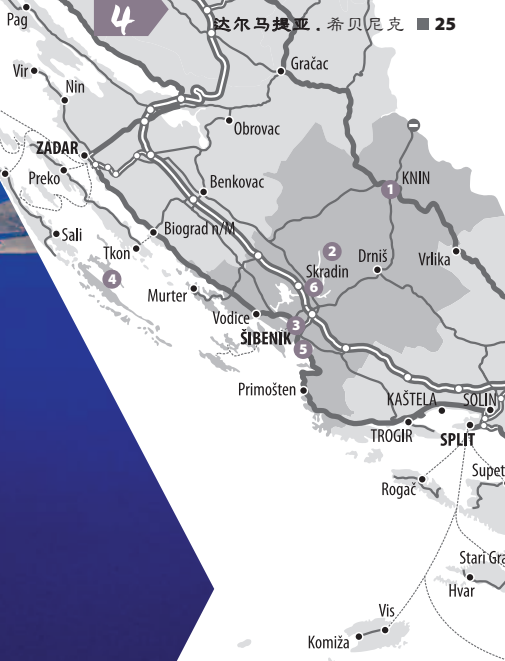 4
达尔马提亚. 希贝尼克 ■ 25
Pag
Gračac
Vir
Nin
Obrovac
ZADAR
KNIN
1
Preko
Benkovac
Sali
Biograd n/M
Tkon
2
Drniš
Vrlika
Skradin
4
6
Murter
Vodice
3
ŠIBENIK
5
Primošten
KAŠTELA
SOLIN
TROGIR
SPLIT
Supet
Rogač
Stari Gra
Hvar
Vis
Komiža